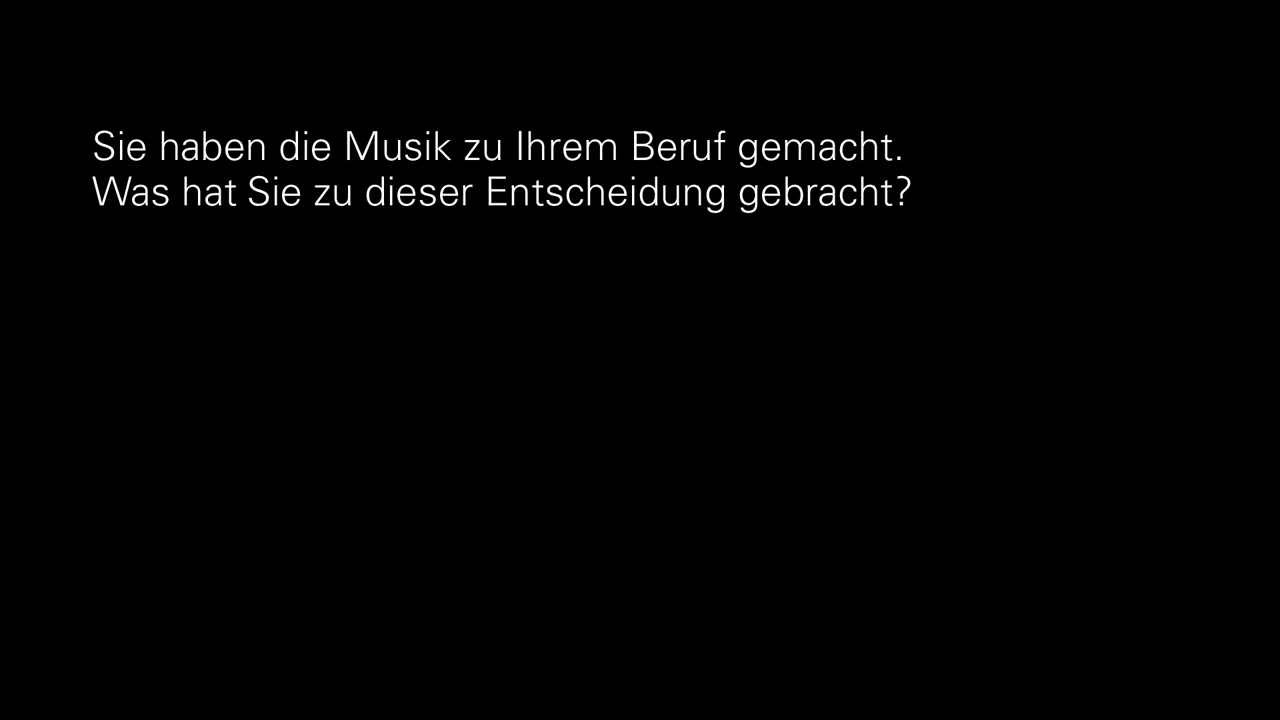 Sie haben die Musik zu Ihrem Beruf gemacht.
Was hat Sie zu dieser Entscheidung gebracht?